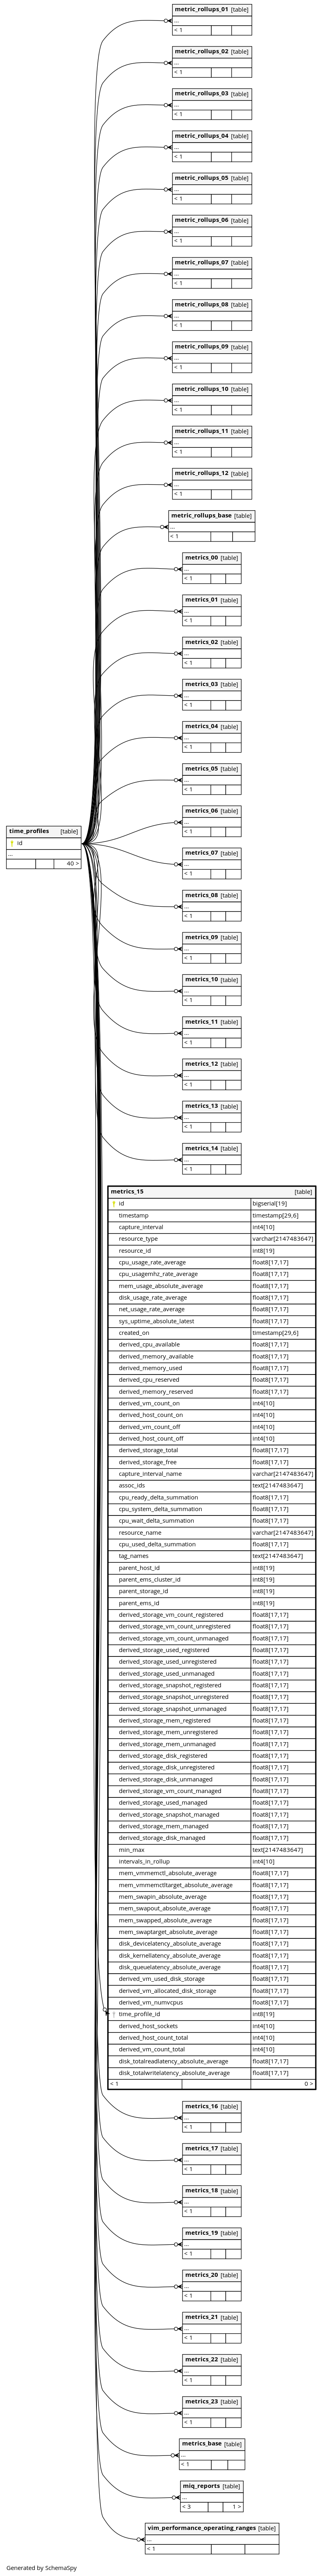 metric_rollups_01 [table]
...
< 1
metric_rollups_02 [table]
...
< 1
metric_rollups_03 [table]
...
< 1
metric_rollups_04 [table]
...
< 1
metric_rollups_05 [table]
...
< 1
metric_rollups_06 [table]
...
< 1
metric_rollups_07 [table]
...
< 1
metric_rollups_08 [table]
...
< 1
metric_rollups_09 [table]
...
< 1
metric_rollups_10 [table]
...
< 1
metric_rollups_11 [table]
...
< 1
metric_rollups_12 [table]
...
< 1
metric_rollups_base [table]
...
< 1
metrics_00 [table]
...
< 1
metrics_01 [table]
...
< 1
metrics_02 [table]
...
< 1
metrics_03 [table]
...
< 1
metrics_04 [table]
...
< 1
metrics_05 [table]
...
< 1
metrics_06 [table]
...
< 1
time_profiles [table]
id
...
40 >
metrics_07 [table]
...
< 1
metrics_08 [table]
...
< 1
metrics_09 [table]
...
< 1
metrics_10 [table]
...
< 1
metrics_11 [table]
...
< 1
metrics_12 [table]
...
< 1
metrics_13 [table]
...
< 1
metrics_14 [table]
...
< 1
metrics_15 [table]
id bigserial[19]
timestamp timestamp[29,6]
capture_interval int4[10]
resource_type varchar[2147483647]
resource_id int8[19]
cpu_usage_rate_average float8[17,17]
cpu_usagemhz_rate_average float8[17,17]
mem_usage_absolute_average float8[17,17]
disk_usage_rate_average float8[17,17]
net_usage_rate_average float8[17,17]
sys_uptime_absolute_latest float8[17,17]
created_on timestamp[29,6]
derived_cpu_available float8[17,17]
derived_memory_available float8[17,17]
derived_memory_used float8[17,17]
derived_cpu_reserved float8[17,17]
derived_memory_reserved float8[17,17]
derived_vm_count_on int4[10]
derived_host_count_on int4[10]
derived_vm_count_off int4[10]
derived_host_count_off int4[10]
derived_storage_total float8[17,17]
derived_storage_free float8[17,17]
capture_interval_name varchar[2147483647]
assoc_ids text[2147483647]
cpu_ready_delta_summation float8[17,17]
cpu_system_delta_summation float8[17,17]
cpu_wait_delta_summation float8[17,17]
resource_name varchar[2147483647]
cpu_used_delta_summation float8[17,17]
tag_names text[2147483647]
parent_host_id int8[19]
parent_ems_cluster_id int8[19]
parent_storage_id int8[19]
parent_ems_id int8[19]
derived_storage_vm_count_registered float8[17,17]
derived_storage_vm_count_unregistered float8[17,17]
derived_storage_vm_count_unmanaged float8[17,17]
derived_storage_used_registered float8[17,17]
derived_storage_used_unregistered float8[17,17]
derived_storage_used_unmanaged float8[17,17]
derived_storage_snapshot_registered float8[17,17]
derived_storage_snapshot_unregistered float8[17,17]
derived_storage_snapshot_unmanaged float8[17,17]
derived_storage_mem_registered float8[17,17]
derived_storage_mem_unregistered float8[17,17]
derived_storage_mem_unmanaged float8[17,17]
derived_storage_disk_registered float8[17,17]
derived_storage_disk_unregistered float8[17,17]
derived_storage_disk_unmanaged float8[17,17]
derived_storage_vm_count_managed float8[17,17]
derived_storage_used_managed float8[17,17]
derived_storage_snapshot_managed float8[17,17]
derived_storage_mem_managed float8[17,17]
derived_storage_disk_managed float8[17,17]
min_max text[2147483647]
intervals_in_rollup int4[10]
mem_vmmemctl_absolute_average float8[17,17]
mem_vmmemctltarget_absolute_average float8[17,17]
mem_swapin_absolute_average float8[17,17]
mem_swapout_absolute_average float8[17,17]
mem_swapped_absolute_average float8[17,17]
mem_swaptarget_absolute_average float8[17,17]
disk_devicelatency_absolute_average float8[17,17]
disk_kernellatency_absolute_average float8[17,17]
disk_queuelatency_absolute_average float8[17,17]
derived_vm_used_disk_storage float8[17,17]
derived_vm_allocated_disk_storage float8[17,17]
derived_vm_numvcpus float8[17,17]
time_profile_id int8[19]
derived_host_sockets int4[10]
derived_host_count_total int4[10]
derived_vm_count_total int4[10]
disk_totalreadlatency_absolute_average float8[17,17]
disk_totalwritelatency_absolute_average float8[17,17]
< 1 0 >
metrics_16 [table]
...
< 1
metrics_17 [table]
...
< 1
metrics_18 [table]
...
< 1
metrics_19 [table]
...
< 1
metrics_20 [table]
...
< 1
metrics_21 [table]
...
< 1
metrics_22 [table]
...
< 1
metrics_23 [table]
...
< 1
metrics_base [table]
...
< 1
miq_reports [table]
...
< 3 1 >
vim_performance_operating_ranges [table]
...
< 1
Generated by SchemaSpy